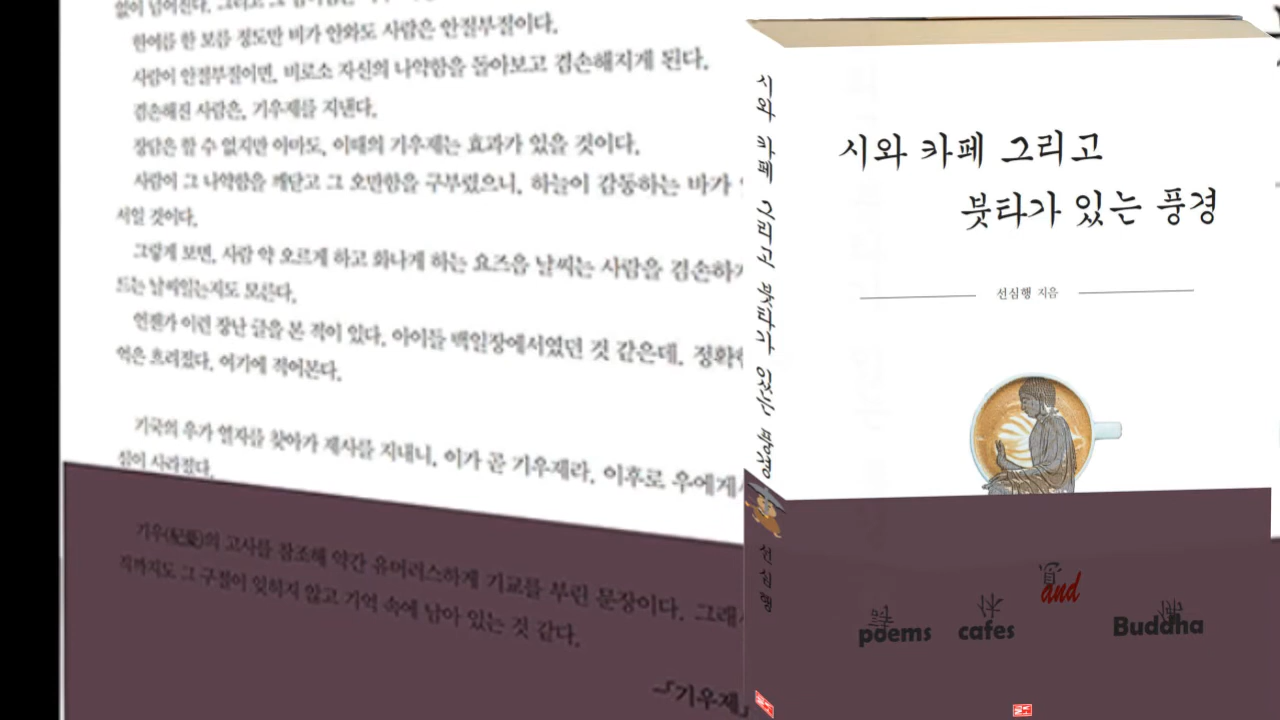 한여름 한 보름 정도만 비가 안와도 사람은 안절부절이다.
사람이 안절부절이면, 비로소 자신의 나약함을 돌아보고 겸손해지게 된다.
겸손해진 사람은, 기우제를 지낸다.
장담은 할 수 없지만 아마도, 이때의 기우제는 효과가 있을 것이다.
사람이 그 나약함을 깨닫고 그 오만함을 구부렸으니, 하늘이 감동하는 바가
서일 것이다.
그렇게 보면, 사람 약 오르게 하고 화나게 하는 요즈음 날씨는 사람을 겸손하게
드는 날씨일는지도 모른다.
언젠가 이런 장난 글을 본 적이 있다. 아이들 백일장에서였던 것 같은데,
억은 흐려졌다. 여기에 적어본다.
기국의 우가 열자를 찾아가 제사를 지내니, 이가 곧 기우제라. 이후로 우에게
심이 사라졌다.
기우(杞憂)의 고사를 참조해 약간 유머러스하게 기교를 부린 문장이다.
직까지도 그 구절이 잊히지 않고 기억 속에 남아 있는 것 같다.
-「기우제」
시와 카페 그리고 붓타가 있는 풍경
선심행
시와 카페 그리고
붓타가 있는 풍경
선심행 지음
詩 poems
cafes
and
Buddha